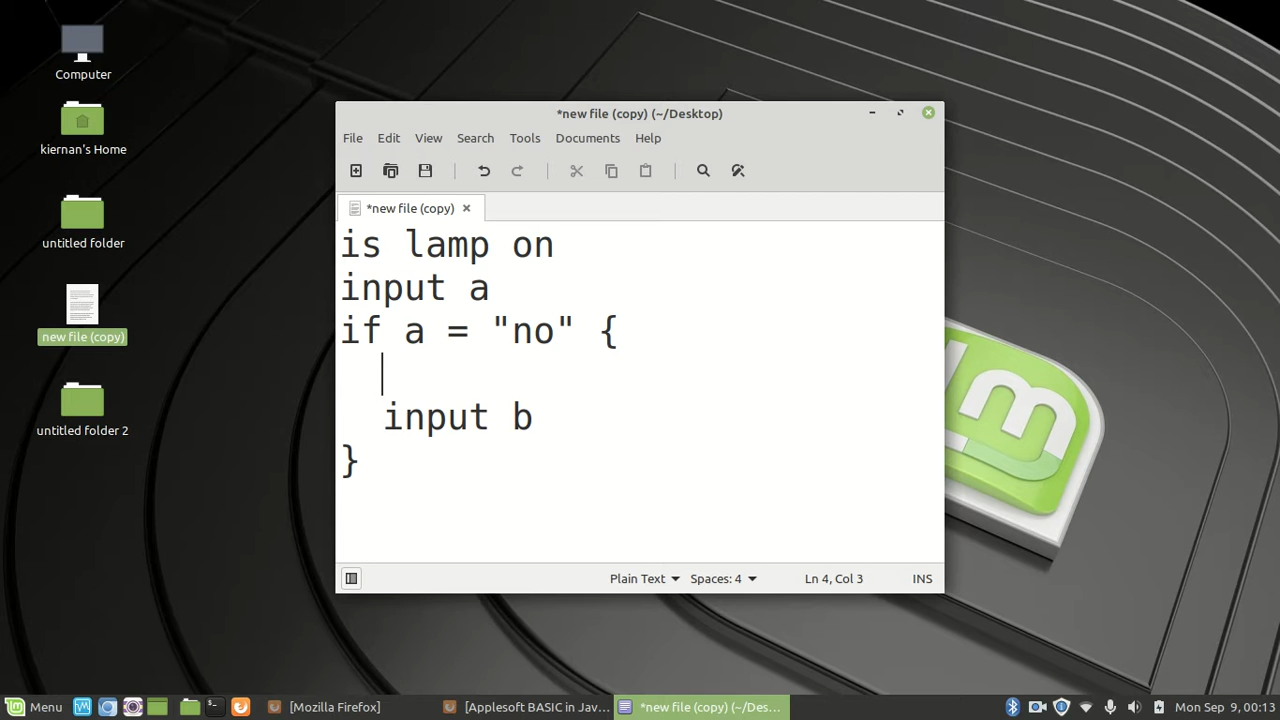 Computer
kiernan's Home
untitled folder
new file (copy)
untitled folder 2
*new file (copy) (~/Desktop)
File Edit View Search Tools Documents Help
*new file (copy)
is lamp on
input a
if a = "no" {
input b
}
Plain Text Spaces: 4 Ln 4, Col 3 INS
Menu [Mozilla Firefox] [Applesoft BASIC in Jav... *new file (copy) (~/Des... Mon Sep 9, 00:13